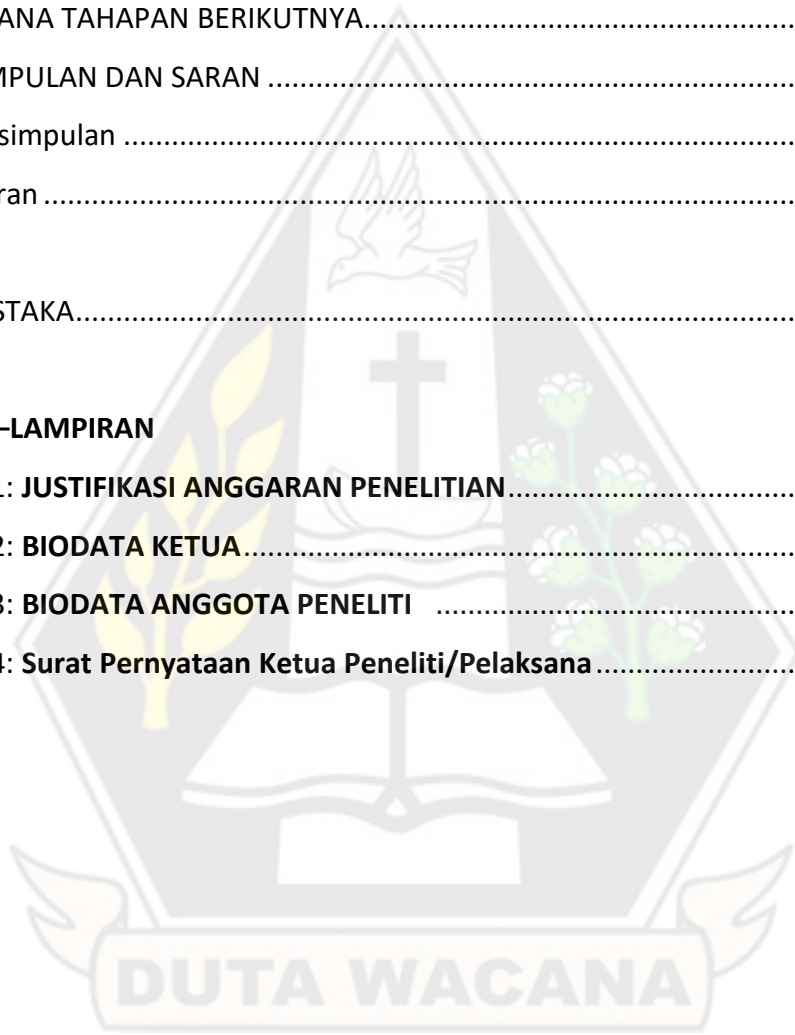 ANA TAHAPAN BERIKUTNYA............................................................
MPULAN DAN SARAN ............................................................
simpulan ............................................................
ran ............................................................
STAKA............................................................
–LAMPIRAN
1: JUSTIFIKASI ANGGARAN PENELITIAN....................................
2: BIODATA KETUA............................................................
3: BIODATA ANGGOTA PENELITI ....................................
4: Surat Pernyataan Ketua Peneliti/Pelaksana.........................
DUTA WACANA